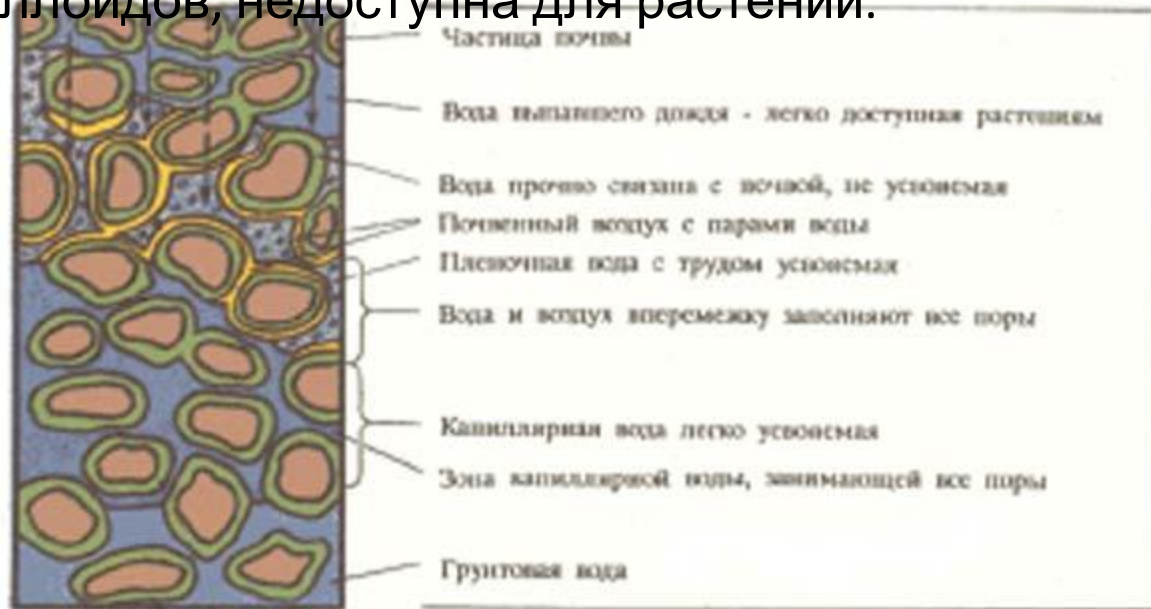 ллоидов, недоступна для растений.
Частица почвы
Вода выпавшего дождя - легко доступная растениям
Вода прочно связана с почвой, не усвояемая
Почвенный воздух с парами воды
Пленочная вода с трудом усвояемая
Вода и воздух вперемежку заполняют все поры
Капиллярная вода легко усвояемая
Зона капиллярной воды, занимающей все поры
Грунтовая вода